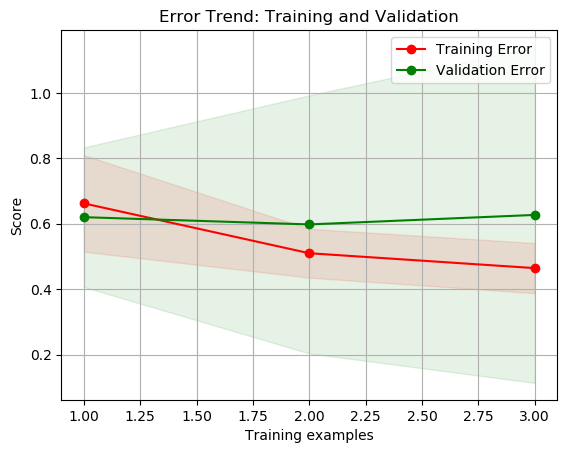 Error Trend: Training and Validation
Training Error
Validation Error
1.0
0.8
0.6
0.4
0.2
Score
1.00 1.25 1.50 1.75 2.00 2.25 2.50 2.75 3.00
Training examples